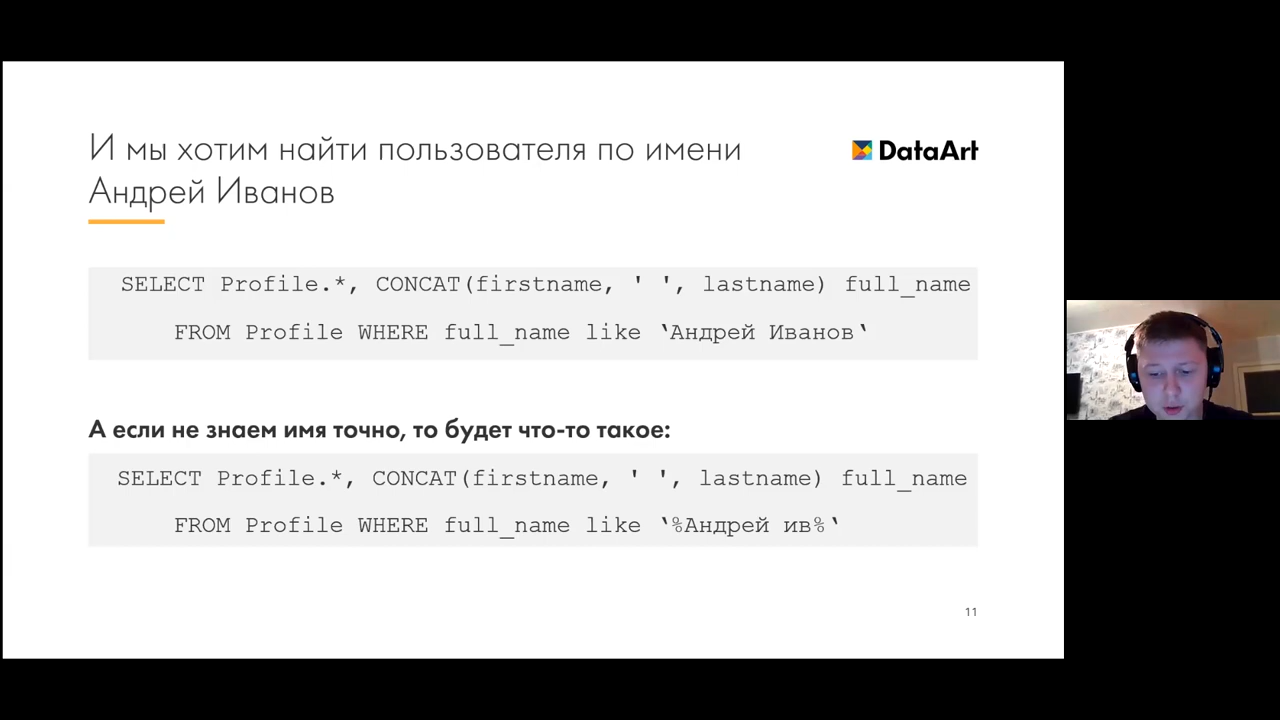 И мы хотим найти пользователя по имени
Андрей Иванов
DataArt
SELECT Profile.*, CONCAT(firstname, ' ', lastname) full_name
FROM Profile WHERE full_name like ‘Андрей Иванов‘
А если не знаем имя точно, то будет что-то такое:
SELECT Profile.*, CONCAT(firstname, ' ', lastname) full_name
FROM Profile WHERE full_name like ‘%Андрей ив%‘
11